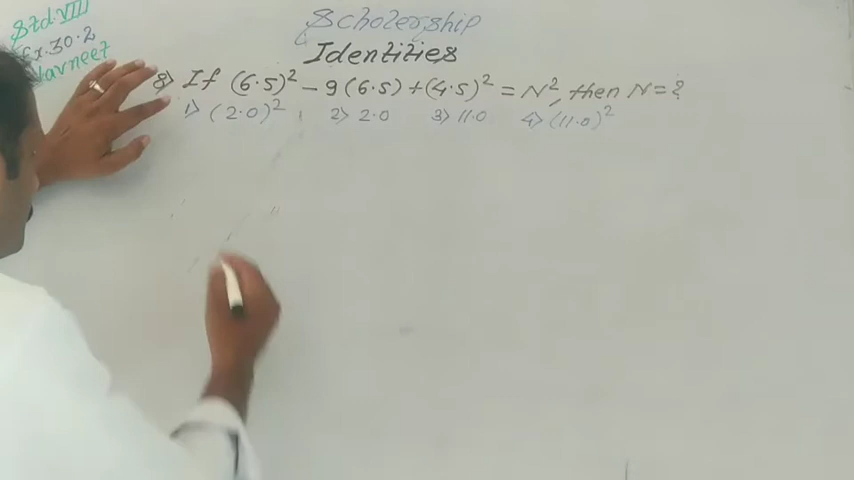 Std.VIII
Ex.30.2
Navneet
Scholership
Identities
8) If (6.5)² - 9(6.5) + (4.5)² = N², then N = ?
1) (2.0)² 2) 2.0 3) 11.0 4) (11.0)²